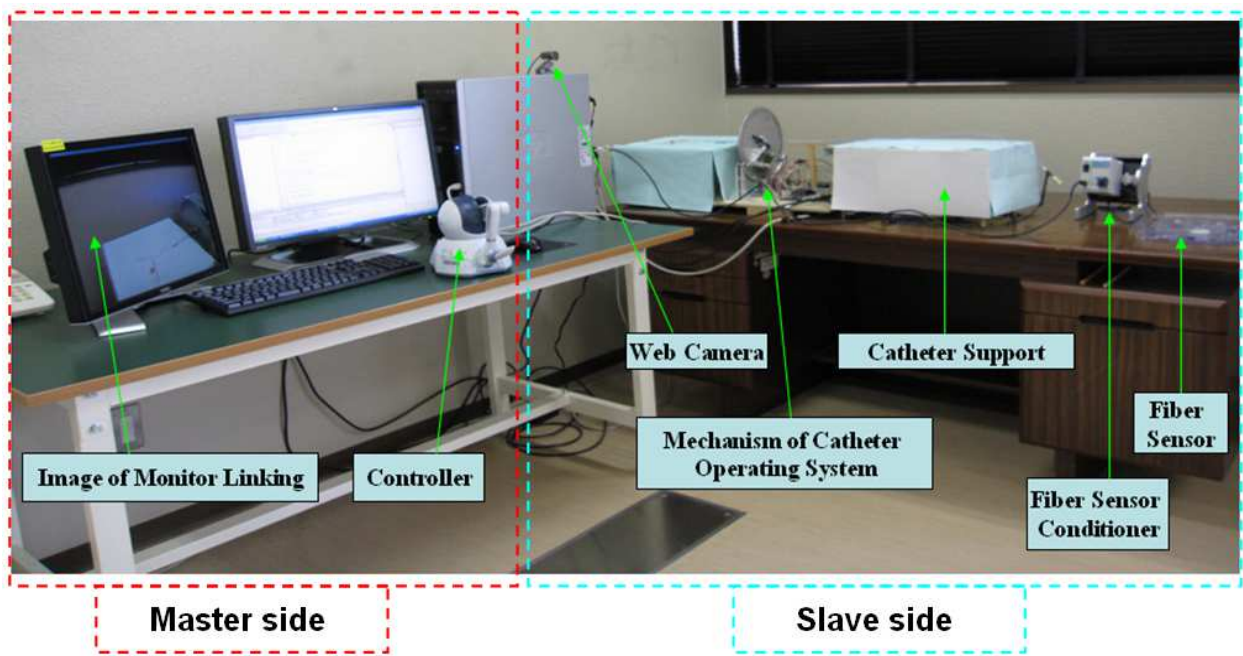 Web Camera
Catheter Support
Fiber
Sensor
Mechanism of Catheter
Operating System
Image of Monitor Linking
Controller
Fiber Sensor
Conditioner
Master side
Slave side